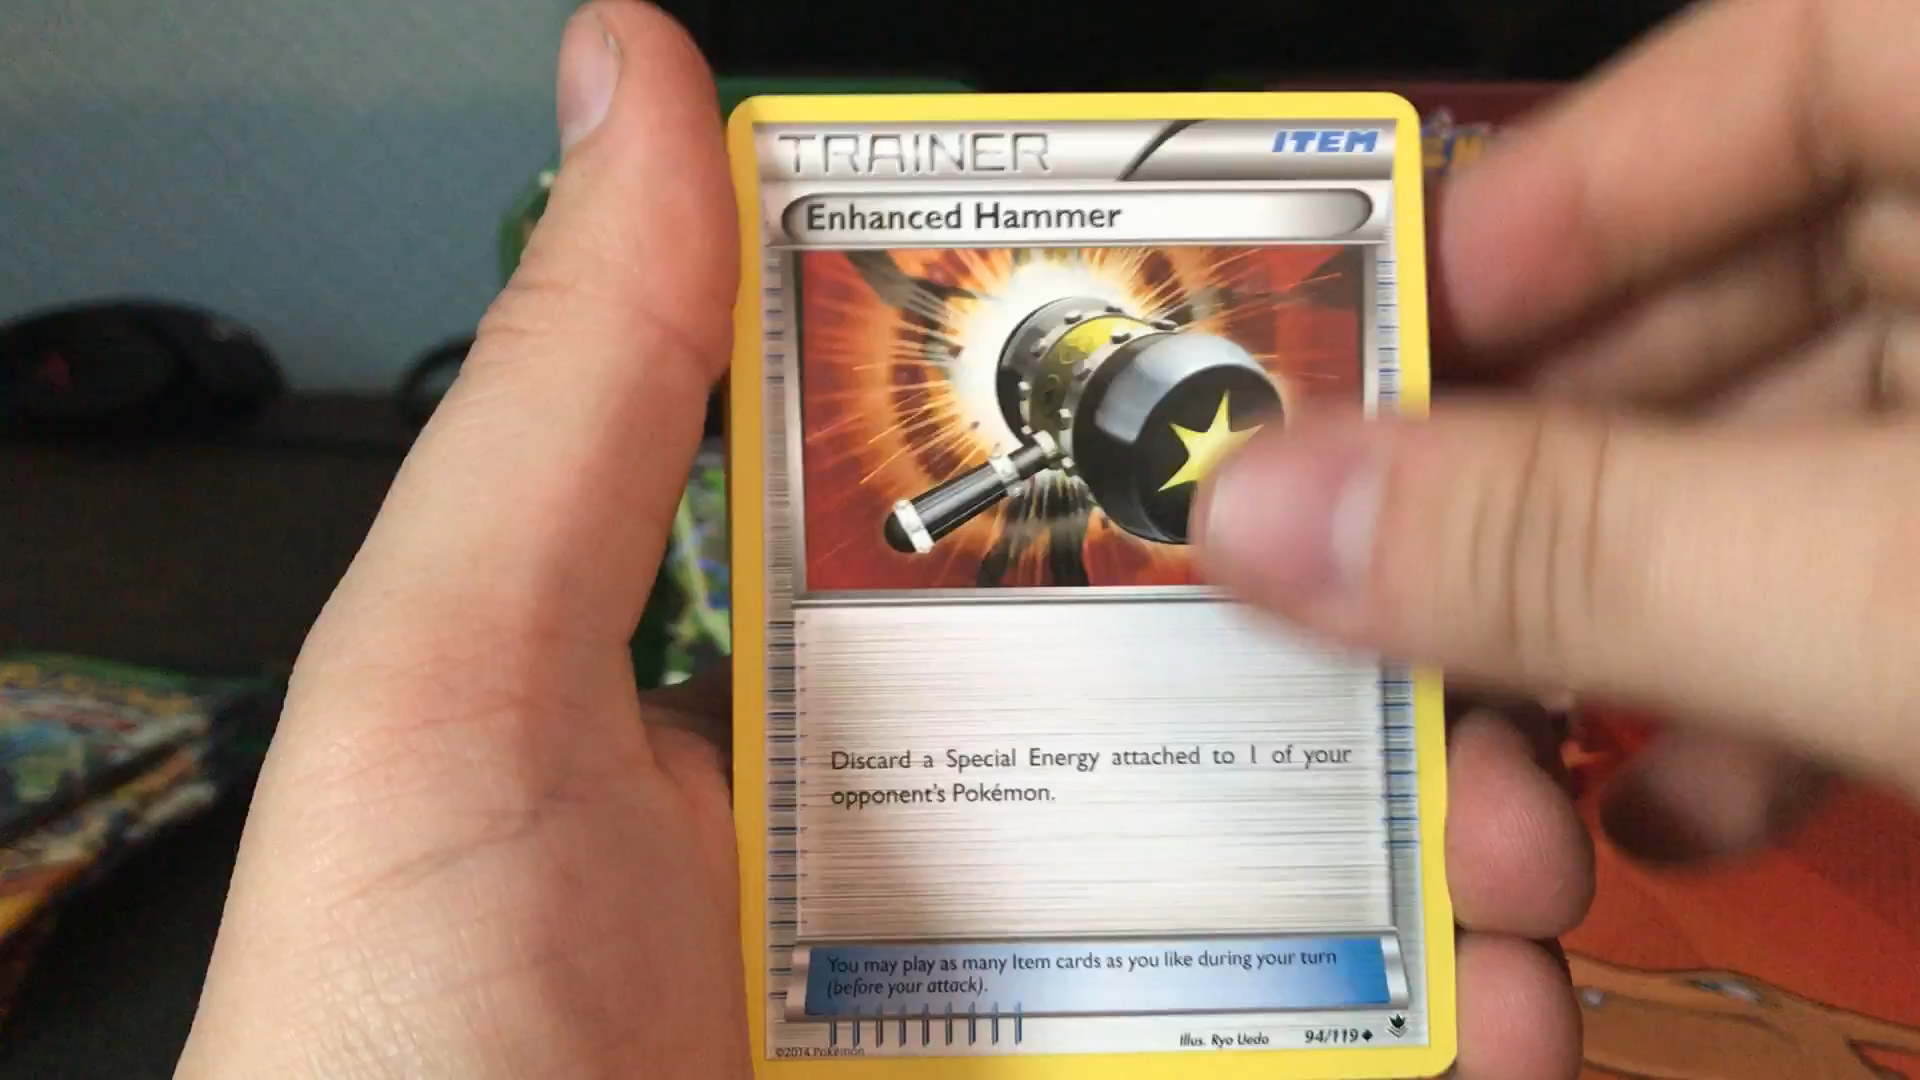 TRAINER
ITEM
Enhanced Hammer
Discard a Special Energy attached to 1 of your
opponent's Pokémon.
You may play as many Item cards as you like during your turn
(before your attack).
Illus. Ryo Ueda
94/119
©2014 Pokémon